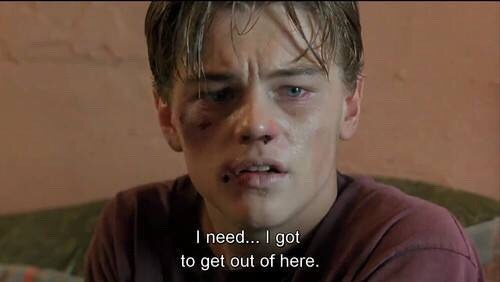 I need... I got
to get out of here.